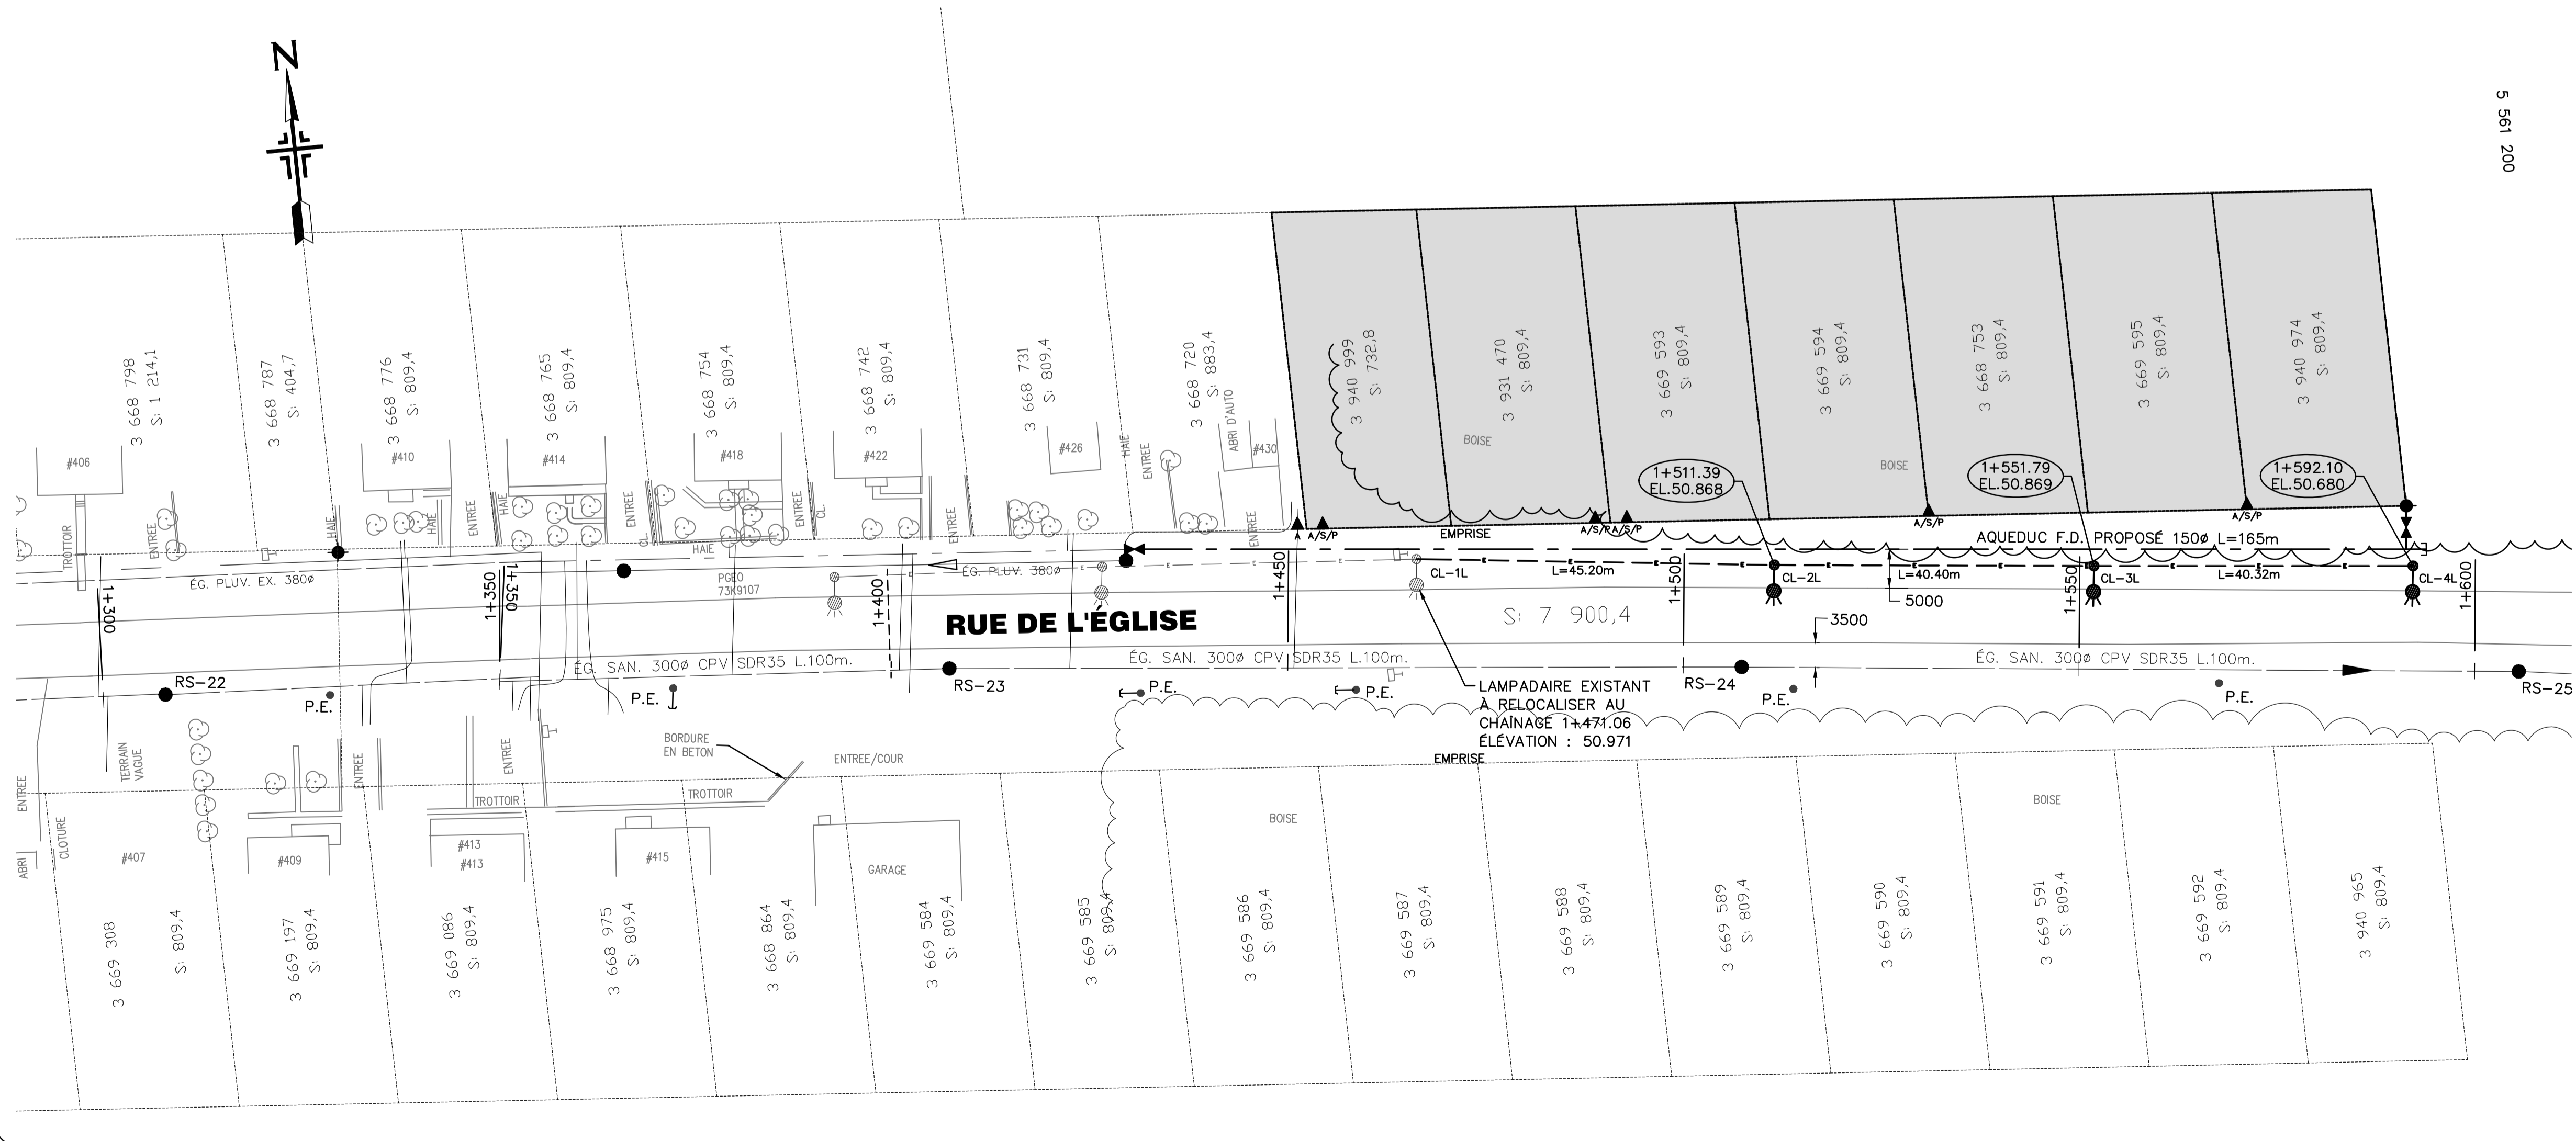 N
5 561 200
3 668 798
S: 1 214,1
3 668 787
S: 404,7
3 668 776
S: 809,4
3 668 765
S: 809,4
3 668 754
S: 809,4
3 668 742
S: 809,4
3 668 731
S: 809,4
3 668 720
S: 883,4
3 940 999
S: 732,8
3 931 470
S: 809,4
3 669 593
S: 809,4
3 669 594
S: 809,4
3 668 753
S: 809,4
3 669 595
S: 809,4
3 940 974
S: 809,4
#406
#410
#414
#418
#422
#426
#430
ABRI D'AUTO
BOISE
BOISE
1+511.39
EL.50.868
1+551.79
EL.50.869
1+592.10
EL.50.680
TROTTOIR
ENTREE
HAIE
HAIE
ENTREE
HAIE
ENTREE
CL.
HAIE
ENTREE
CL.
ENTREE
HAIE
ENTREE
ENTREE
A/S/P
A/S/P
A/S/P
A/S/P
A/S/P
EMPRISE
AQUEDUC F.D. PROPOSÉ 150ø L=165m
ÉG. PLUV. EX. 380ø
PGEO
73K9107
ÉG. PLUV. 380ø
CL-1L
L=45.20m
CL-2L
L=40.40m
CL-3L
L=40.32m
CL-4L
1+300
1+350
1+350
1+400
1+450
1+500
1+550
1+600
RUE DE L'ÉGLISE
S: 7 900,4
5000
3500
ÉG. SAN. 300ø CPV SDR35 L.100m.
ÉG. SAN. 300ø CPV SDR35 L.100m.
ÉG. SAN. 300ø CPV SDR35 L.100m.
RS-22
RS-23
RS-24
RS-25
P.E.
P.E.
P.E.
P.E.
P.E.
P.E.
LAMPADAIRE EXISTANT
À RELOCALISER AU
CHAÎNAGE 1+471.06
ÉLÉVATION : 50.971
EMPRISE
BORDURE
EN BETON
ENTREE/COUR
TERRAIN
VAGUE
ENTREE
ENTREE
ENTREE
TROTTOIR
TROTTOIR
ABRI
CLOTURE
#407
#409
#413
#413
#415
GARAGE
BOISE
BOISE
3 669 308
S: 809,4
3 669 197
S: 809,4
3 669 086
S: 809,4
3 668 975
S: 809,4
3 668 864
S: 809,4
3 669 584
S: 809,4
3 669 585
S: 809,4
3 669 586
S: 809,4
3 669 587
S: 809,4
3 669 588
S: 809,4
3 669 589
S: 809,4
3 669 590
S: 809,4
3 669 591
S: 809,4
3 669 592
S: 809,4
3 940 965
S: 809,4